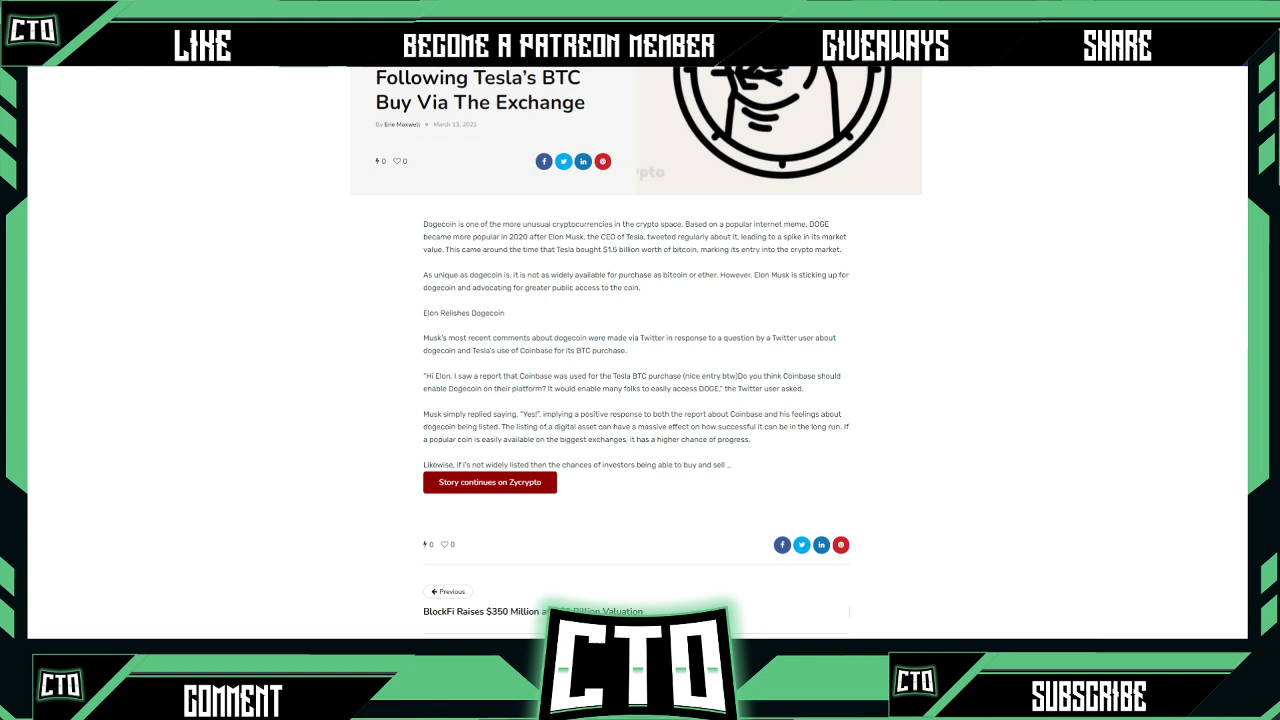 CTO
LIKE
BECOME A PATREON MEMBER
GIVEAWAYS
SHARE
Following Tesla's BTC
Buy Via The Exchange
By Erie Maxwell March 13, 2021
0 0
Dogecoin is one of the more unusual cryptocurrencies in the crypto space. Based on a popular internet meme, DOGE
became more popular in 2020 after Elon Musk, the CEO of Tesla, tweeted regularly about it, leading to a spike in its market
value. This came around the time that Tesla bought $1.5 billion worth of bitcoin, marking its entry into the crypto market.
As unique as dogecoin is, it is not as widely available for purchase as bitcoin or ether. However, Elon Musk is sticking up for
dogecoin and advocating for greater public access to the coin.
Elon Relishes Dogecoin
Musk's most recent comments about dogecoin were made via Twitter in response to a question by a Twitter user about
dogecoin and Tesla's use of Coinbase for its BTC purchase.
"Hi Elon, I saw a report that Coinbase was used for the Tesla BTC purchase (nice entry btw)Do you think Coinbase should
enable Dogecoin on their platform? It would enable many folks to easily access DOGE," the Twitter user asked.
Musk simply replied saying, "Yes!", implying a positive response to both the report about Coinbase and his feelings about
dogecoin being listed. The listing of a digital asset can have a massive effect on how successful it can be in the long run. If
a popular coin is easily available on the biggest exchanges, it has a higher chance of progress.
Likewise, if i's not widely listed then the chances of investors being able to buy and sell ...
Story continues on Zycrypto
0 0
Previous
BlockFi Raises $350 Million Billion Valuation
CTO
COMMENT
CTO
CTO
SUBSCRIBE